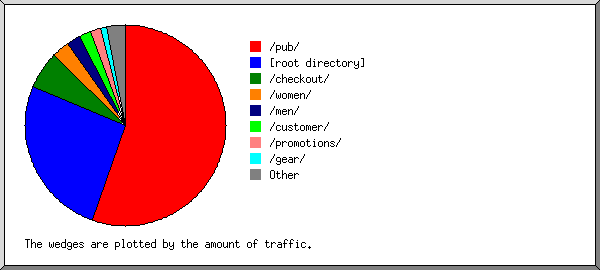 /pub/
[root directory]
/checkout/
/women/
/men/
/customer/
/promotions/
/gear/
Other
The wedges are plotted by the amount of traffic.